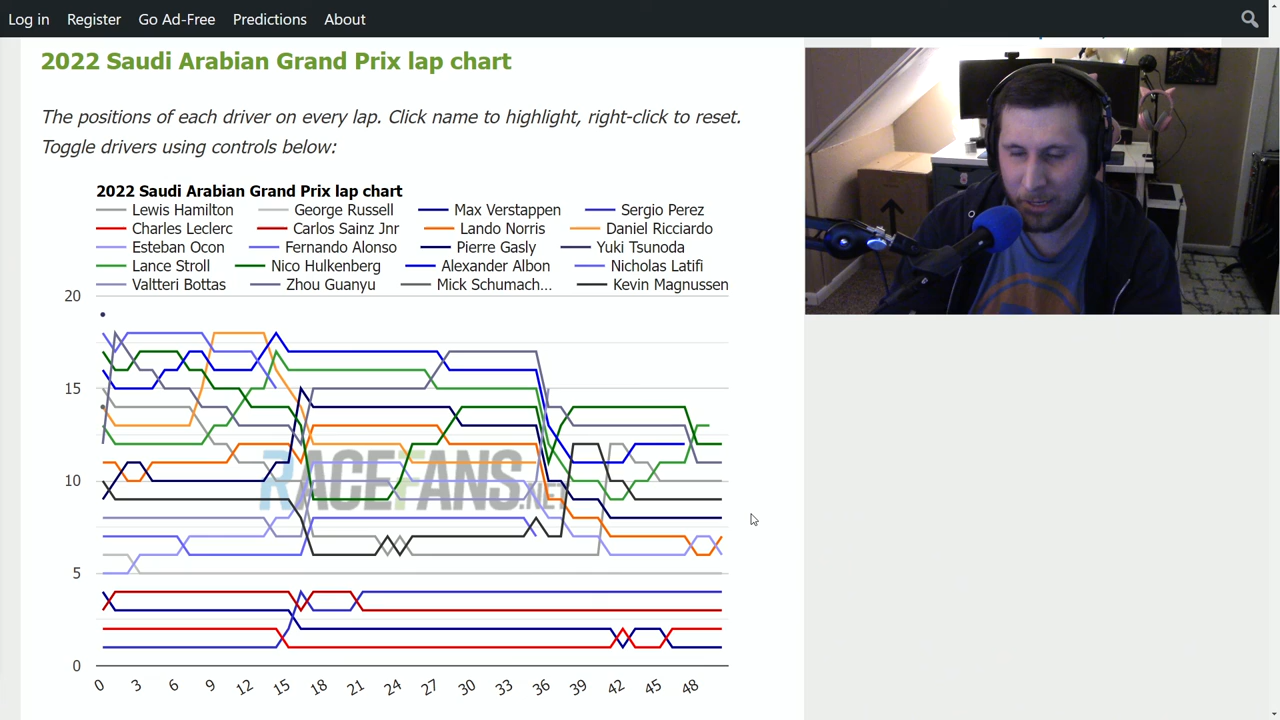 Log in Register Go Ad-Free Predictions About
2022 Saudi Arabian Grand Prix lap chart
The positions of each driver on every lap. Click name to highlight, right-click to reset.
Toggle drivers using controls below:
2022 Saudi Arabian Grand Prix lap chart
Lewis Hamilton George Russell Max Verstappen Sergio Perez
Charles Leclerc Carlos Sainz Jnr Lando Norris Daniel Ricciardo
Esteban Ocon Fernando Alonso Pierre Gasly Yuki Tsunoda
Lance Stroll Nico Hulkenberg Alexander Albon Nicholas Latifi
Valtteri Bottas Zhou Guanyu Mick Schumach... Kevin Magnussen
20
15
10
5
0
RACEFANS.NET
0 3 6 9 12 15 18 21 24 27 30 33 36 39 42 45 48